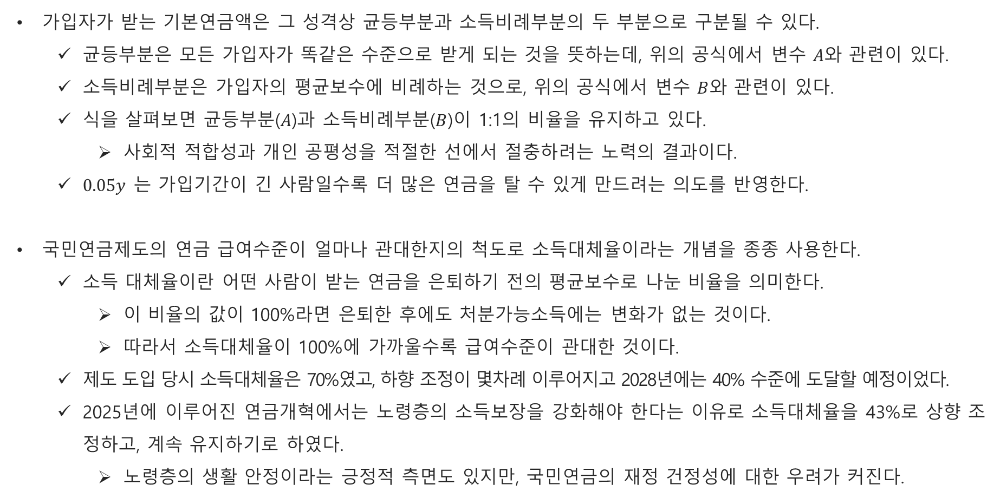 • 가입자가 받는 기본연금액은 그 성격상 균등부분과 소득비례부분의 두 부분으로 구분될 수 있다.
✓ 균등부분은 모든 가입자가 똑같은 수준으로 받게 되는 것을 뜻하는데, 위의 공식에서 변수 A와 관련이 있다.
✓ 소득비례부분은 가입자의 평균보수에 비례하는 것으로, 위의 공식에서 변수 B와 관련이 있다.
✓ 식을 살펴보면 균등부분(A)과 소득비례부분(B)이 1:1의 비율을 유지하고 있다.
➢ 사회적 적합성과 개인 공평성을 적절한 선에서 절충하려는 노력의 결과이다.
✓ 0.05y 는 가입기간이 긴 사람일수록 더 많은 연금을 탈 수 있게 만드려는 의도를 반영한다.
• 국민연금제도의 연금 급여수준이 얼마나 관대한지의 척도로 소득대체율이라는 개념을 종종 사용한다.
✓ 소득 대체율이란 어떤 사람이 받는 연금을 은퇴하기 전의 평균보수로 나눈 비율을 의미한다.
➢ 이 비율의 값이 100%라면 은퇴한 후에도 처분가능소득에는 변화가 없는 것이다.
➢ 따라서 소득대체율이 100%에 가까울수록 급여수준이 관대한 것이다.
✓ 제도 도입 당시 소득대체율은 70%였고, 하향 조정이 몇차례 이루어지고 2028년에는 40% 수준에 도달할 예정이었다.
✓ 2025년에 이루어진 연금개혁에서는 노령층의 소득보장을 강화해야 한다는 이유로 소득대체율을 43%로 상향 조
정하고, 계속 유지하기로 하였다.
➢ 노령층의 생활 안정이라는 긍정적 측면도 있지만, 국민연금의 재정 건정성에 대한 우려가 커진다.